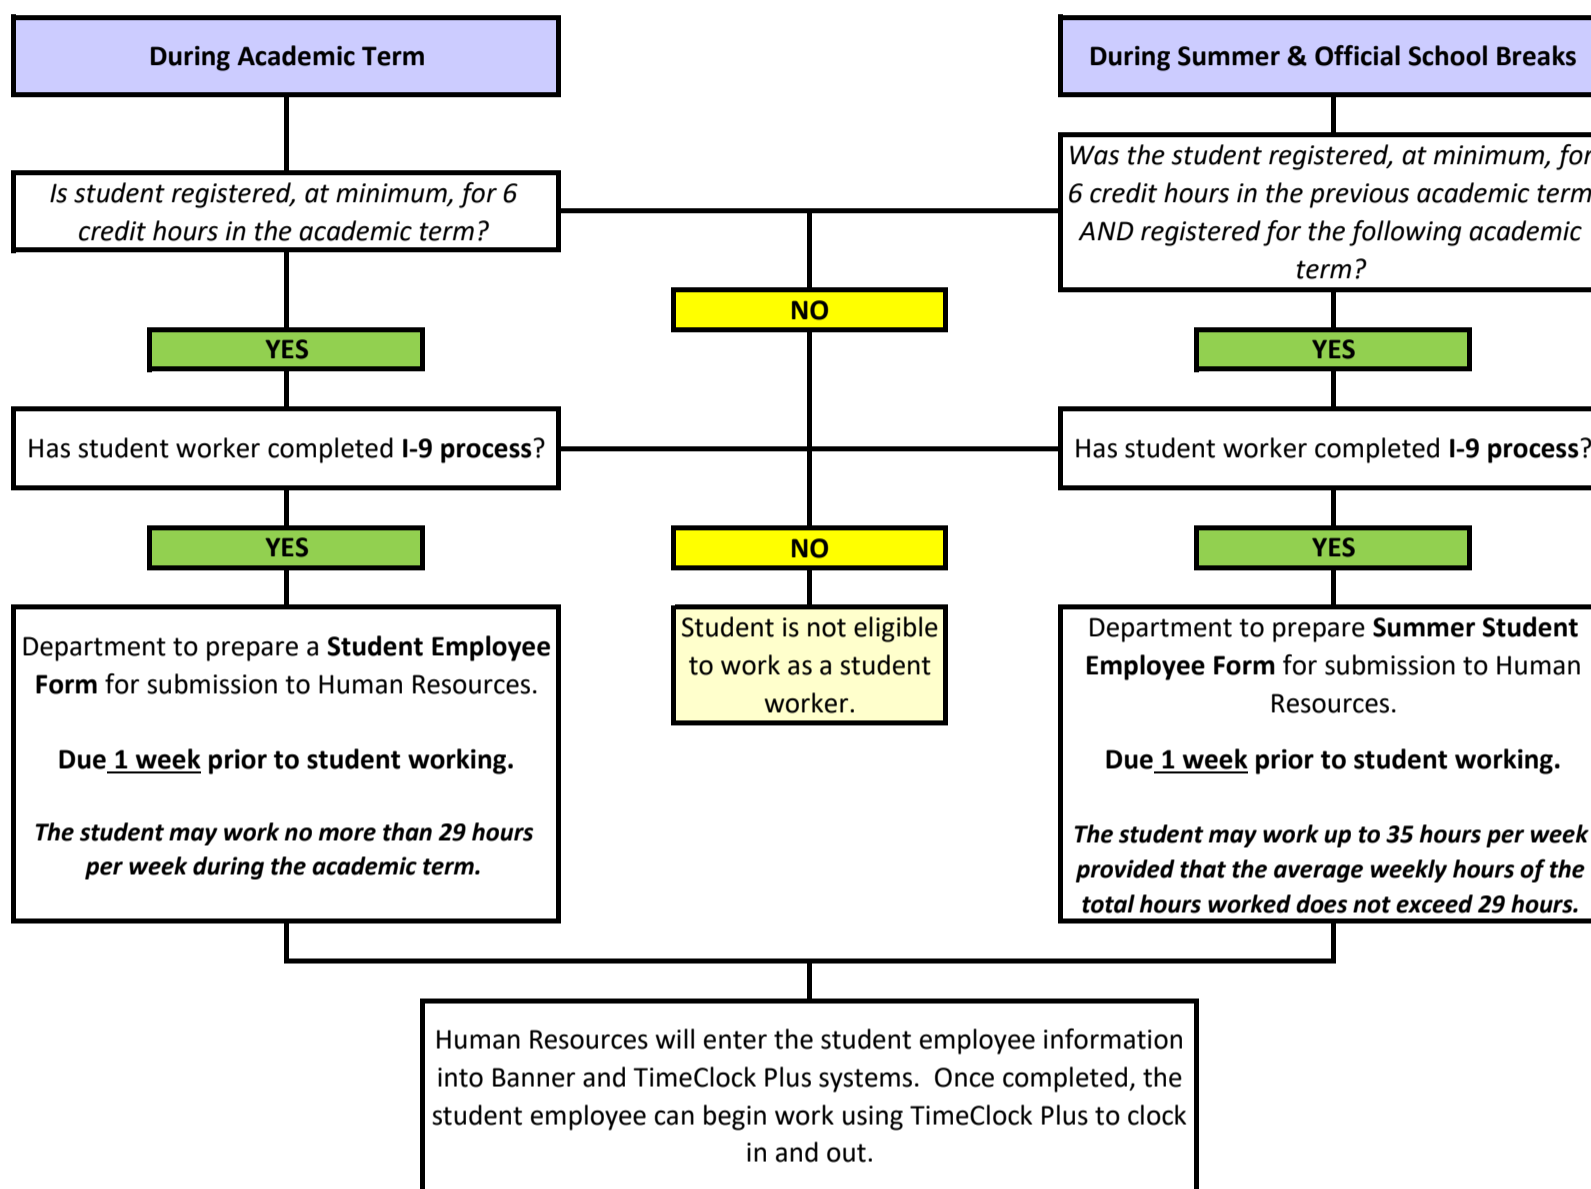 During Academic Term
During Summer & Official School Breaks
Is student registered, at minimum, for 6
credit hours in the academic term?
Was the student registered, at minimum, for
6 credit hours in the previous academic term
AND registered for the following academic
term?
NO
YES
YES
Has student worker completed I-9 process?
Has student worker completed I-9 process?
YES
NO
YES
Department to prepare a Student Employee
Form for submission to Human Resources.
Due 1 week prior to student working.
The student may work no more than 29 hours
per week during the academic term.
Student is not eligible
to work as a student
worker.
Department to prepare Summer Student
Employee Form for submission to Human
Resources.
Due 1 week prior to student working.
The student may work up to 35 hours per week
provided that the average weekly hours of the
total hours worked does not exceed 29 hours.
Human Resources will enter the student employee information
into Banner and TimeClock Plus systems.  Once completed, the
student employee can begin work using TimeClock Plus to clock
in and out.